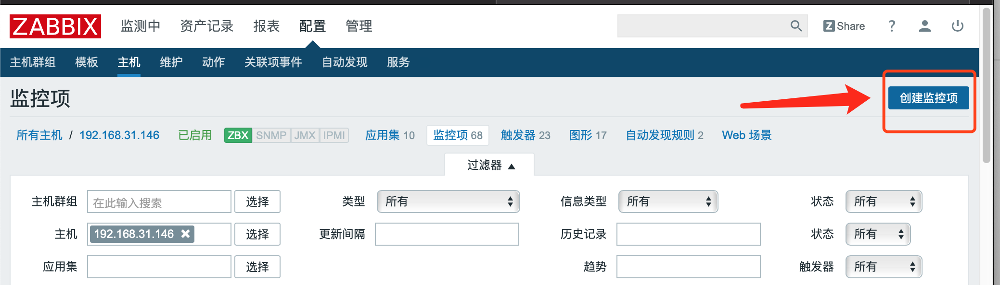 ZABBIX 监测中 资产记录 报表 配置 管理 Z Share ?
主机群组 模板 主机 维护 动作 关联项事件 自动发现 服务
监控项 创建监控项
所有主机 / 192.168.31.146 已启用 ZBX SNMP JMX IPMI 应用集 10 监控项 68 触发器 23 图形 17 自动发现规则 2 Web 场景
过滤器 ▲
主机群组 在此输入搜索 选择 类型 所有 信息类型 所有 状态 所有
主机 192.168.31.146 选择 更新间隔 历史记录 状态 所有
应用集 选择 趋势 触发器 所有